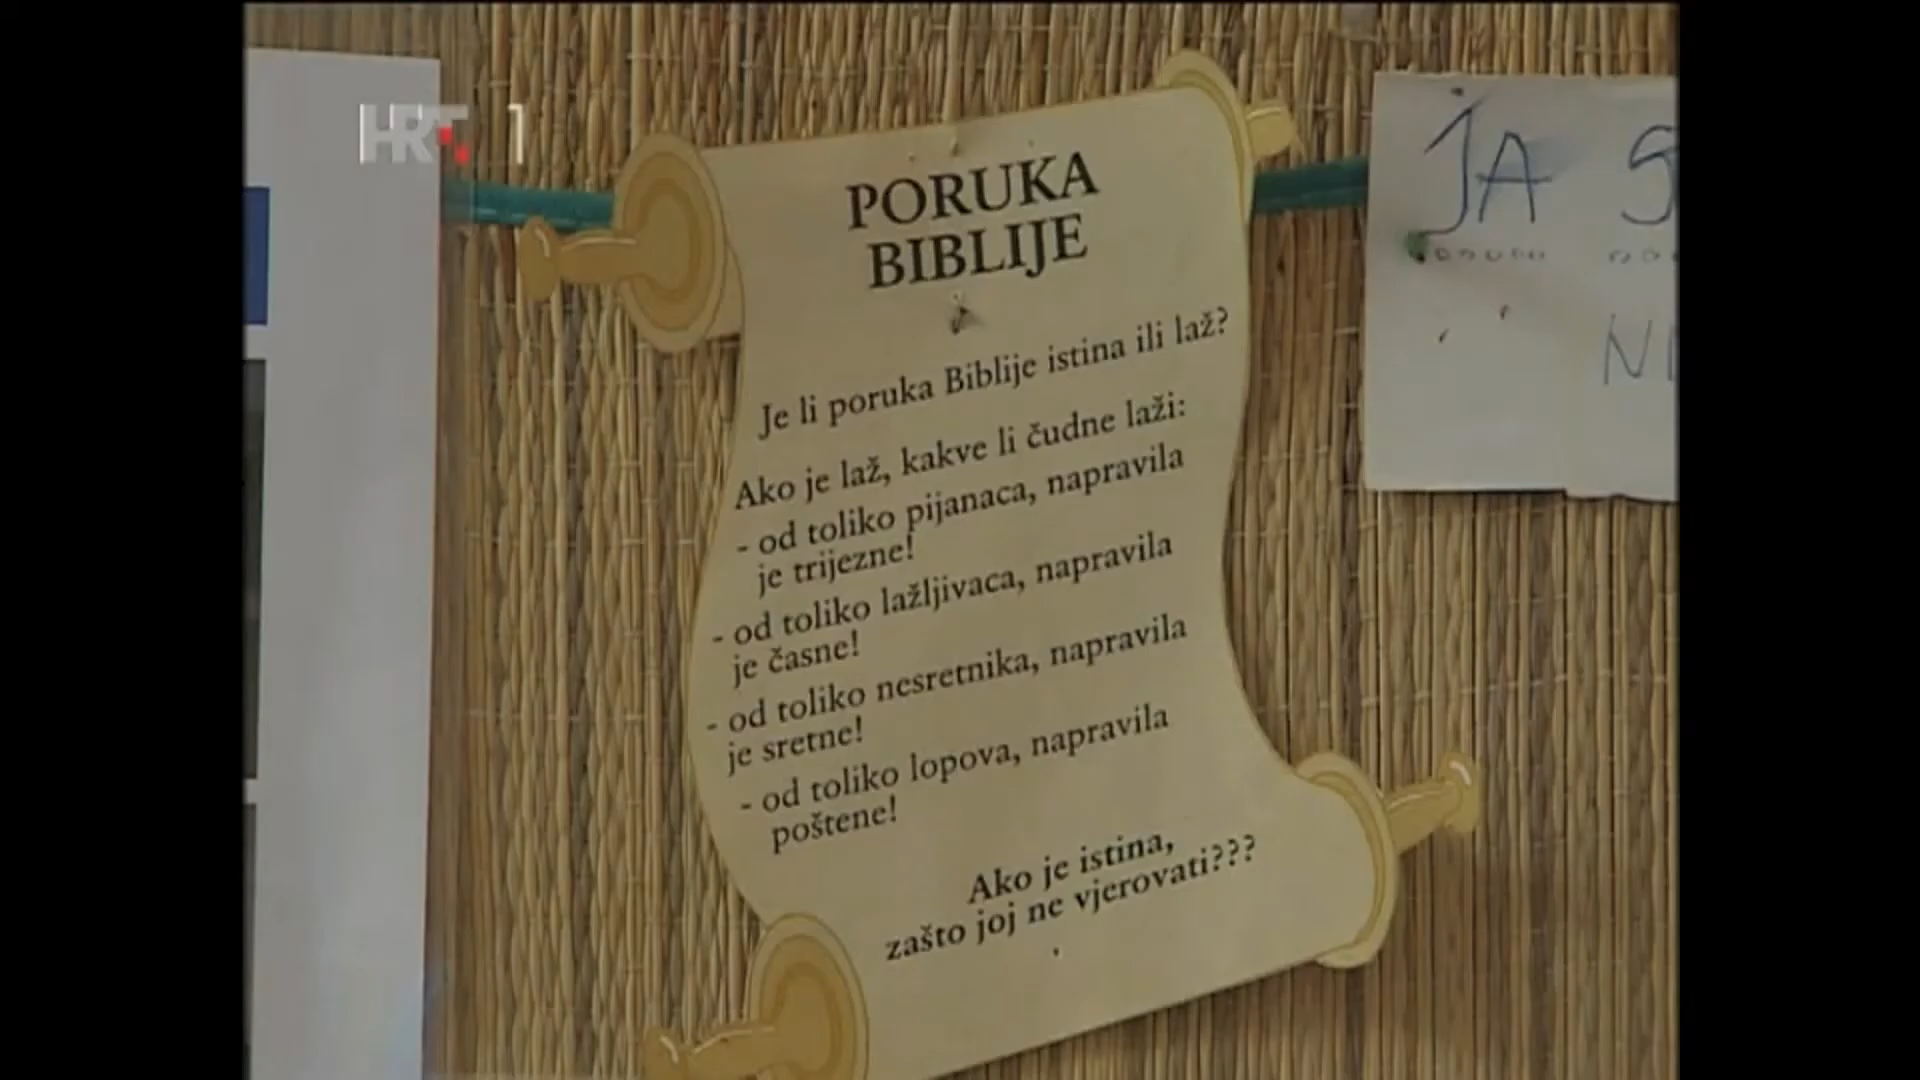 HRT 1
PORUKA
BIBLIJE
Je li poruka Biblije istina ili laž?
Ako je laž, kakve li čudne laži:
- od toliko pijanaca, napravila
je trijezne!
- od toliko lažljivaca, napravila
je časne!
- od toliko nesretnika, napravila
je sretne!
- od toliko lopova, napravila
poštene!
Ako je istina,
zašto joj ne vjerovati???
JA